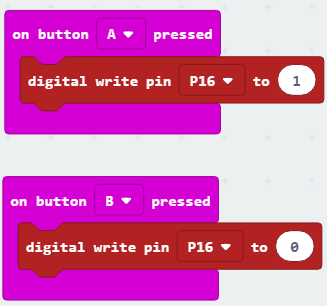 on button A pressed
digital write pin P16 to 1
on button B pressed
digital write pin P16 to 0